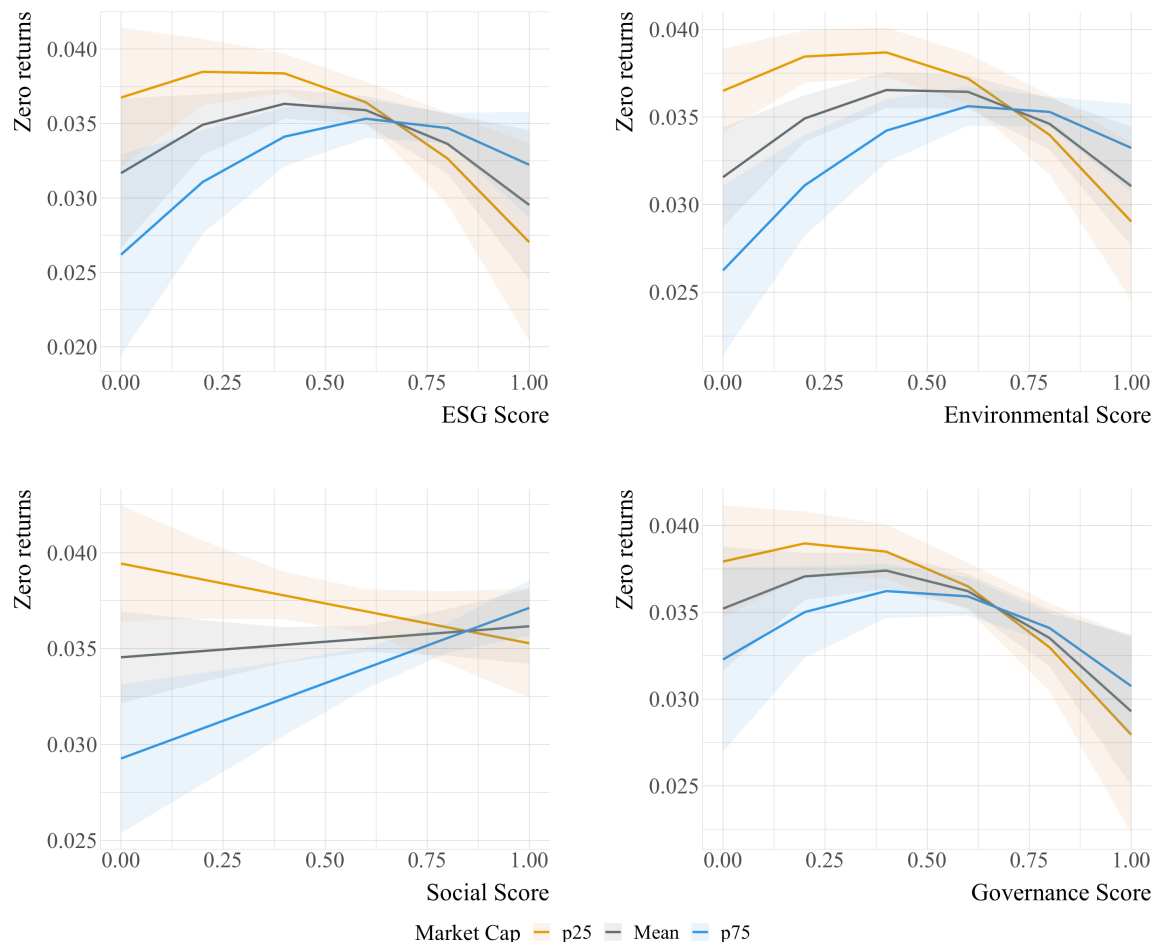 Zero returns
0.040
0.035
0.030
0.025
0.020
0.00 0.25 0.50 0.75 1.00
ESG Score
Zero returns
0.040
0.035
0.030
0.025
0.00 0.25 0.50 0.75 1.00
Environmental Score
Zero returns
0.040
0.035
0.030
0.025
0.00 0.25 0.50 0.75 1.00
Social Score
Zero returns
0.040
0.035
0.030
0.025
0.00 0.25 0.50 0.75 1.00
Governance Score
Market Cap p25 Mean p75